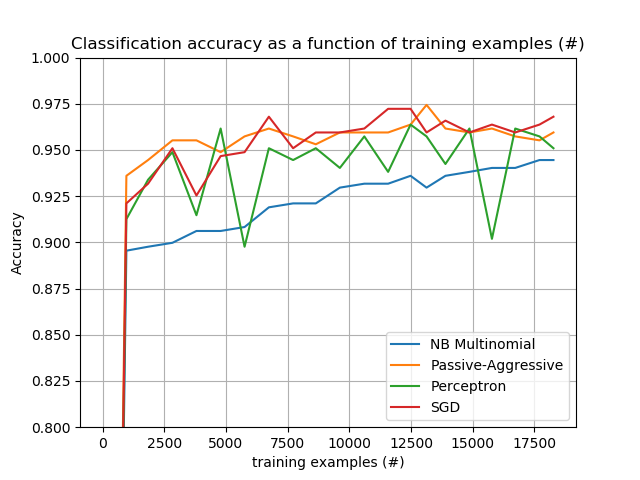 Classification accuracy as a function of training examples (#)
1.000
0.975
0.950
0.925
0.900
0.875
0.850
0.825
0.800
Accuracy
NB Multinomial
Passive-Aggressive
Perceptron
SGD
0 2500 5000 7500 10000 12500 15000 17500
training examples (#)